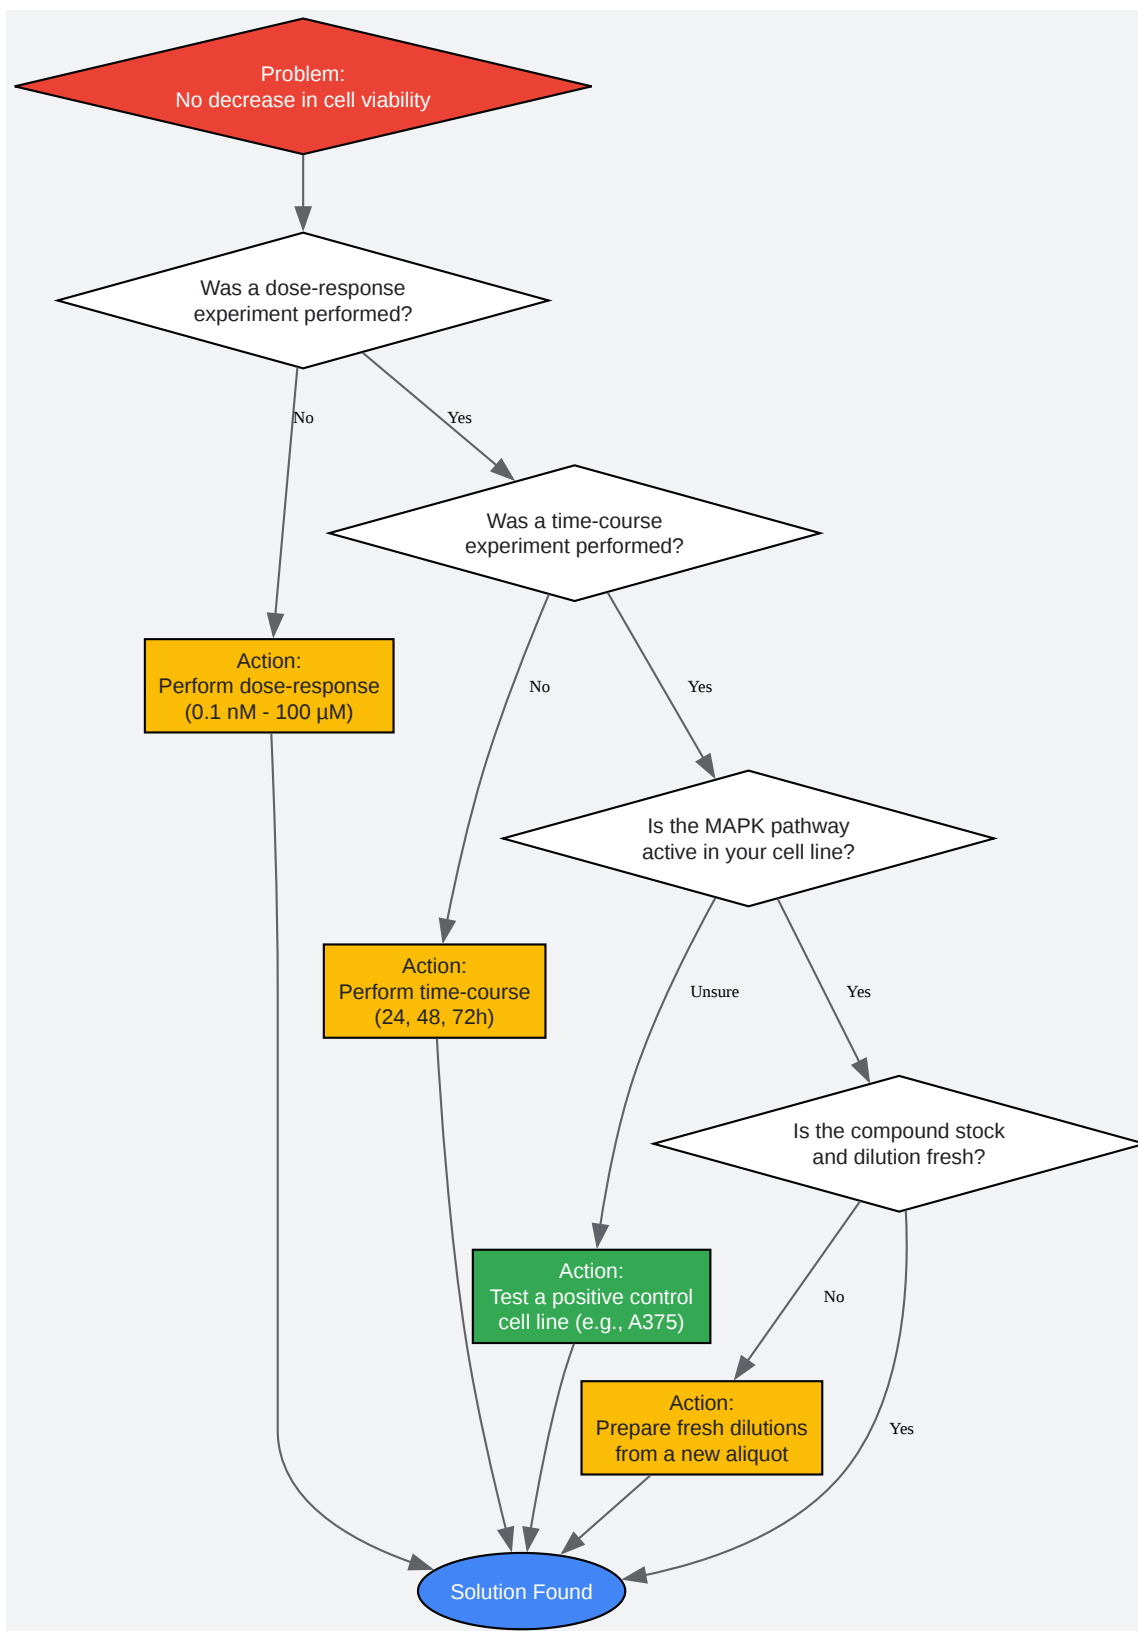 Problem:
No decrease in cell viability
Was a dose-response
experiment performed?
No
Yes
Was a time-course
experiment performed?
Action:
Perform dose-response
(0.1 nM - 100 µM)
No
Yes
Is the MAPK pathway
active in your cell line?
Action:
Perform time-course
(24, 48, 72h)
Unsure
Yes
Is the compound stock
and dilution fresh?
Action:
Test a positive control
cell line (e.g., A375)
No
Action:
Prepare fresh dilutions
from a new aliquot
Yes
Solution Found